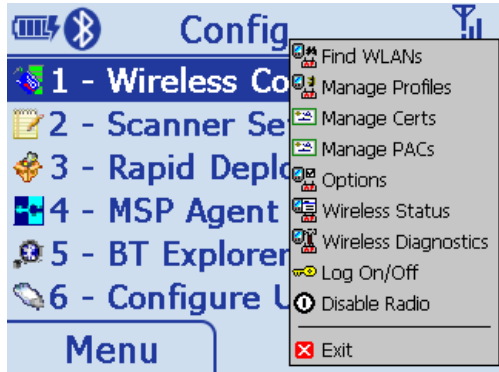 Config
1 - Wireless Co
2 - Scanner Se
3 - Rapid Deplo
4 - MSP Agent
5 - BT Explorer
6 - Configure U
Menu
Find WLANs
Manage Profiles
Manage Certs
Manage PACs
Options
Wireless Status
Wireless Diagnostics
Log On/Off
Disable Radio
Exit